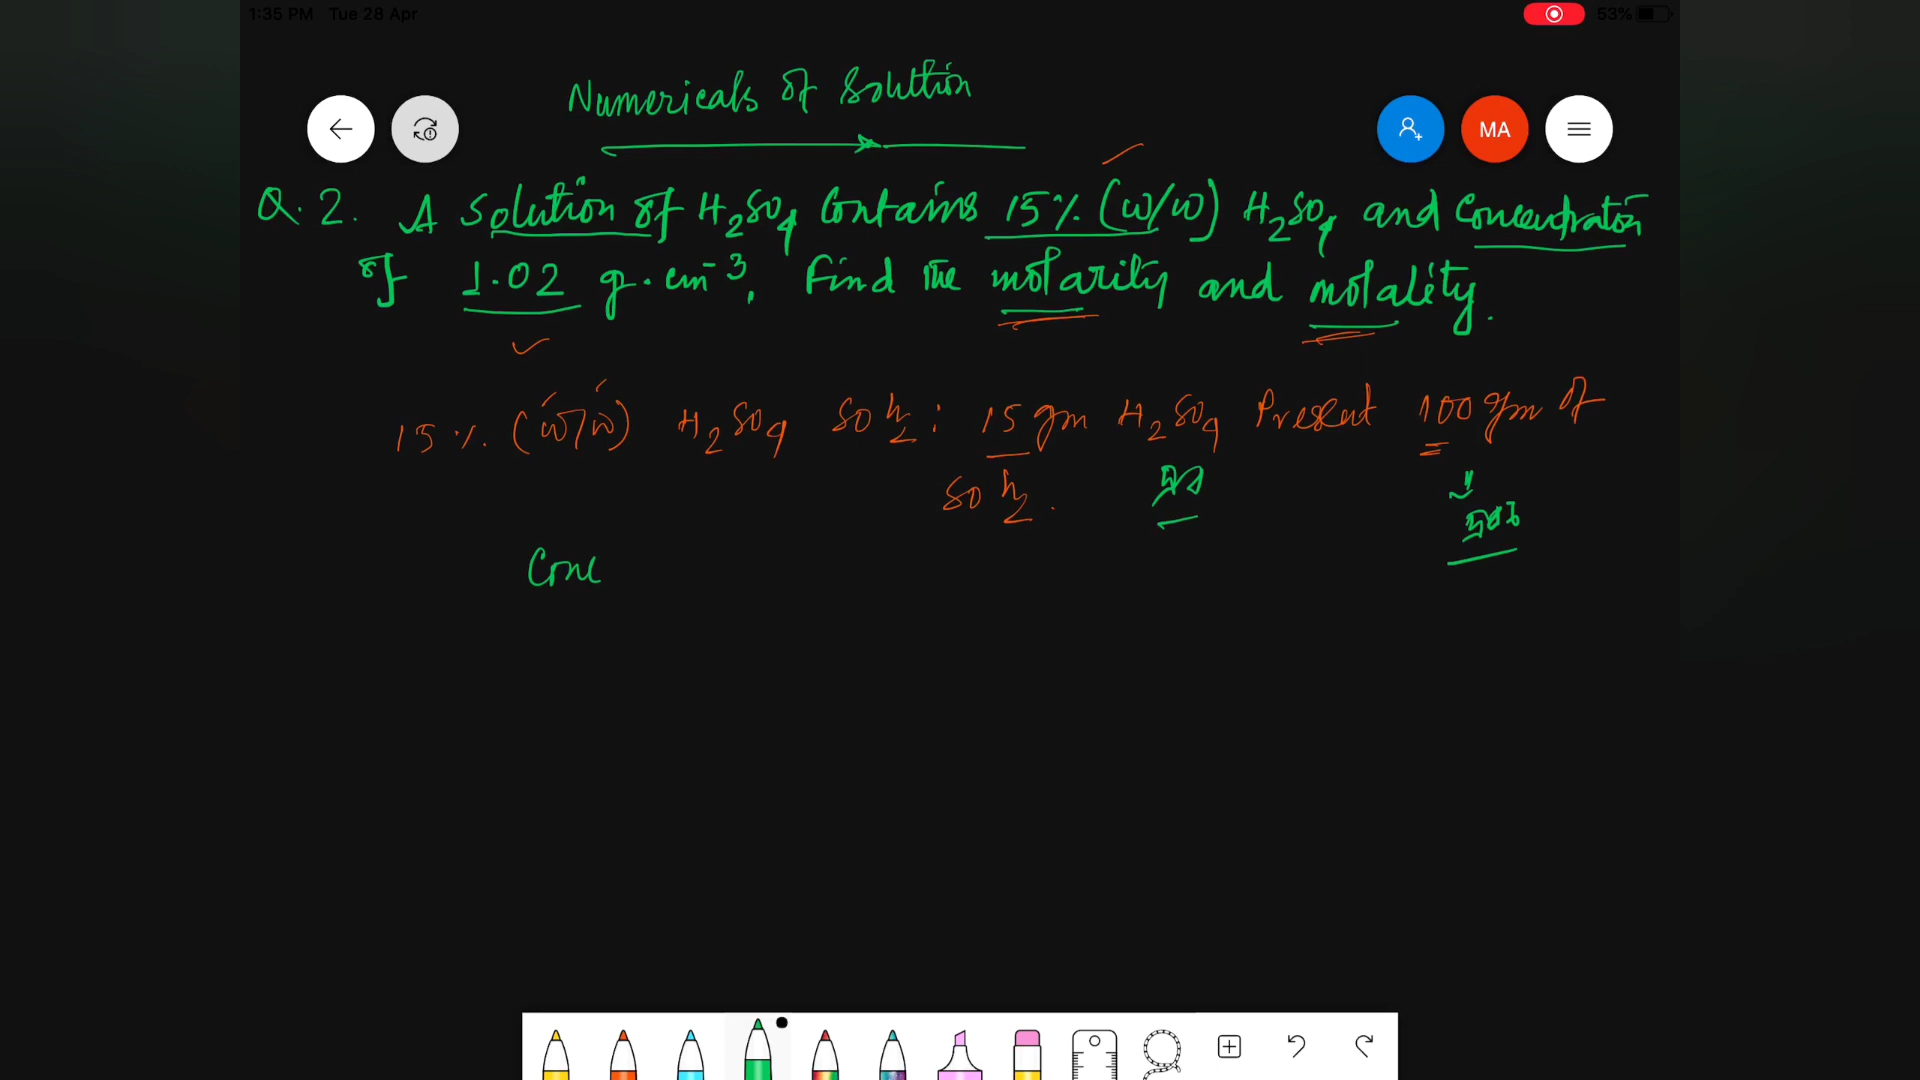 1:35 PM Tue 28 Apr
53%
Numericals of Solution
MA
Q. 2. A Solution of H₂SO₄ Contains 15% (w/w) H₂SO₄ and Concentration
of 1.02 g.cm⁻³. Find the molarity and molality.
15% (w/w) H₂SO₄ Solⁿ: 15 gm H₂SO₄ Present 100 gm of
Solⁿ.
Conc